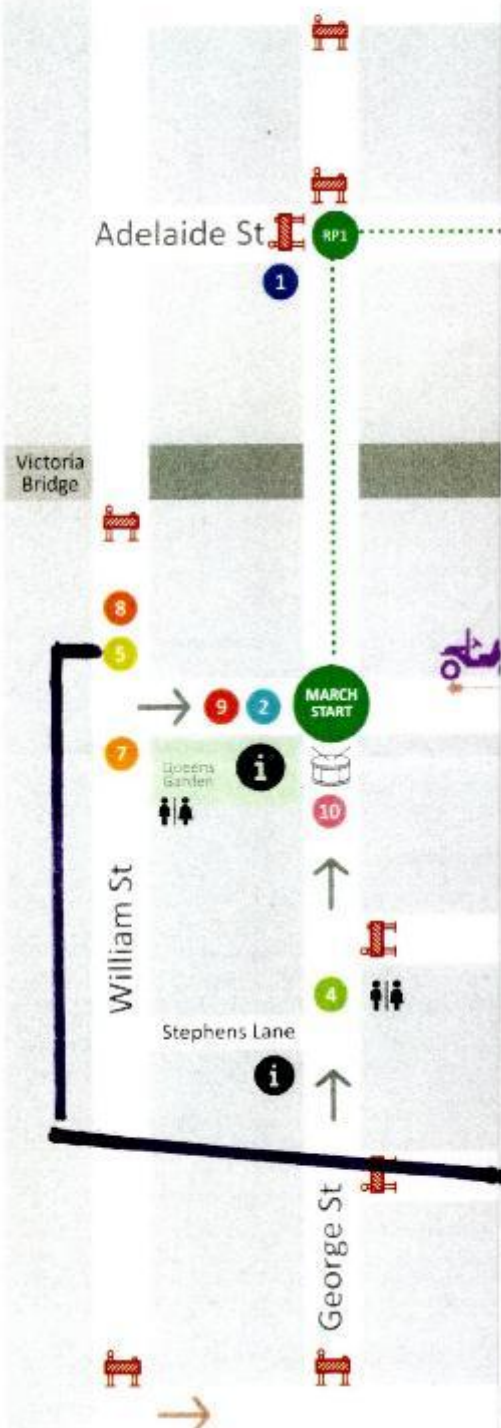 Adelaide St
RP1
1
Victoria
Bridge
8
5
9
2
MARCH
START
7
Queens
Garden
i
10
William St
4
Stephens Lane
i
George St